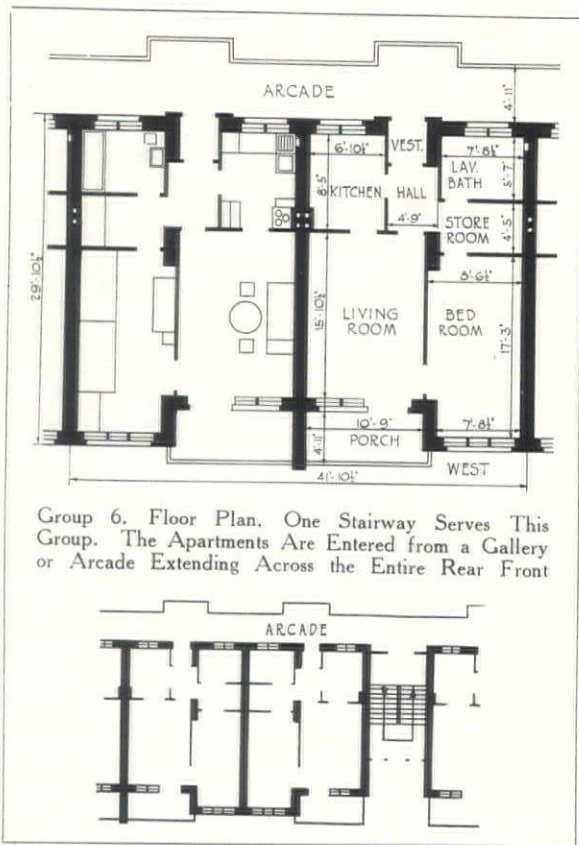 ARCADE
4'-11"
6'-10½"
VEST.
7'-8½"
8'-5"
LAV.
BATH
5'-7"
KITCHEN HALL
4'-9"
STORE
ROOM
4'-5"
29'-10½"
8'-6½"
15'-10½"
LIVING
ROOM
BED
ROOM
17'-3"
10'-9"
7'-8½"
4'-11"
PORCH
WEST
41'-10½"
Group 6. Floor Plan. One Stairway Serves This
Group. The Apartments Are Entered from a Gallery
or Arcade Extending Across the Entire Rear Front
ARCADE